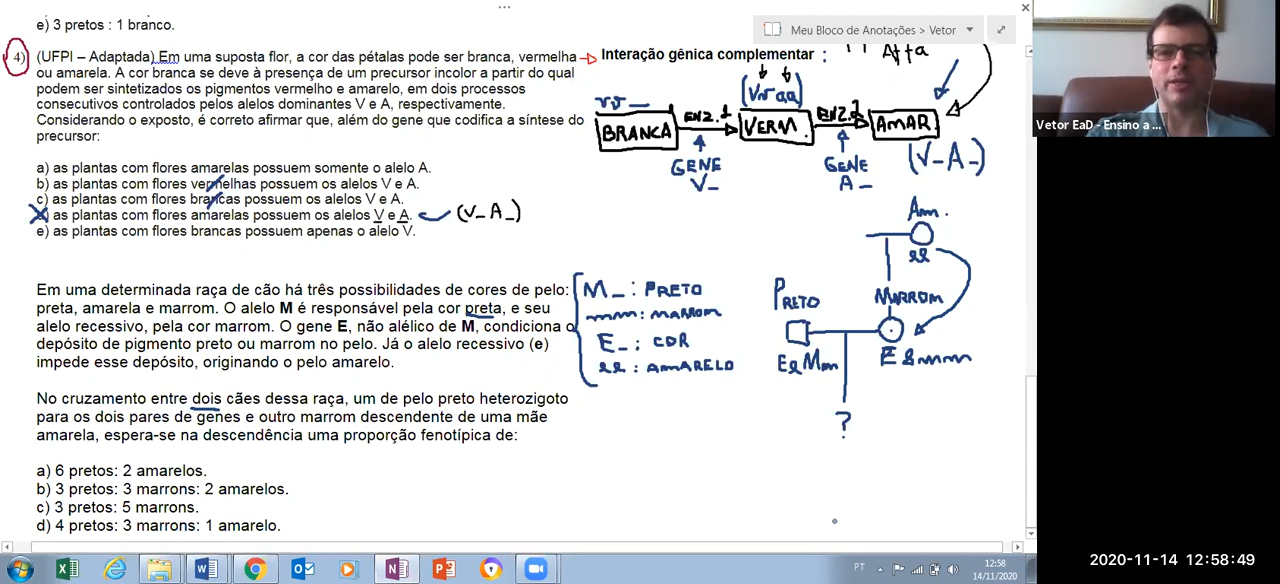 e) 3 pretos : 1 branco.
Meu Bloco de Anotações > Vetor
4) (UFPI – Adaptada) Em uma suposta flor, a cor das pétalas pode ser branca, vermelha
ou amarela. A cor branca se deve à presença de um precursor incolor a partir do qual
podem ser sintetizados os pigmentos vermelho e amarelo, em dois processos
consecutivos controlados pelos alelos dominantes V e A, respectivamente.
Considerando o exposto, é correto afirmar que, além do gene que codifica a síntese do
precursor:
a) as plantas com flores amarelas possuem somente o alelo A.
b) as plantas com flores vermelhas possuem os alelos V e A.
c) as plantas com flores brancas possuem os alelos V e A.
as plantas com flores amarelas possuem os alelos V e A. (V_A_)
e) as plantas com flores brancas possuem apenas o alelo V.
Interação gênica complementar :
vv _
(Vvaa)
BRANCA ENZ.1 VERM. ENZ.2 AMAR.
GENE
V_
GENE
A_
(V_A_)
Em uma determinada raça de cão há três possibilidades de cores de pelo:
preta, amarela e marrom. O alelo M é responsável pela cor preta, e seu
alelo recessivo, pela cor marrom. O gene E, não alélico de M, condiciona o
depósito de pigmento preto ou marrom no pelo. Já o alelo recessivo (e)
impede esse depósito, originando o pelo amarelo.
M_ : PRETO
mm : MARROM
E_ : COR
ee : AMARELO
Am.
ee
PRETO
MARROM
EeMm
Eemm
?
No cruzamento entre dois cães dessa raça, um de pelo preto heterozigoto
para os dois pares de genes e outro marrom descendente de uma mãe
amarela, espera-se na descendência uma proporção fenotípica de:
a) 6 pretos: 2 amarelos.
b) 3 pretos: 3 marrons: 2 amarelos.
c) 3 pretos: 5 marrons.
d) 4 pretos: 3 marrons: 1 amarelo.
Vetor EaD - Ensino a ...
PT
12:58
14/11/2020
2020-11-14 12:58:49